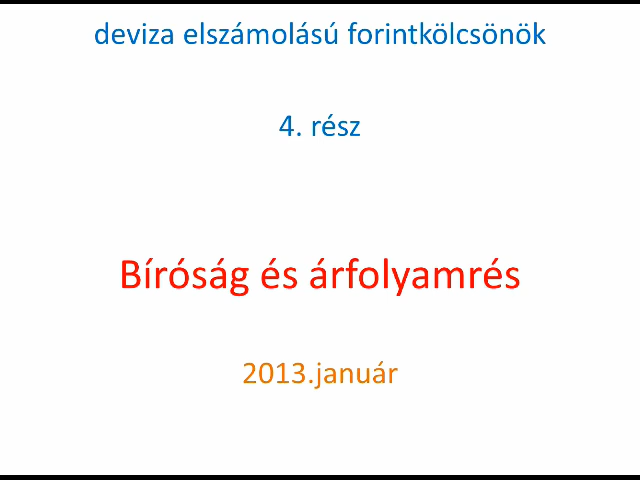 deviza elszámolású forintkölcsönök
4. rész
Bíróság és árfolyamrés
2013.január